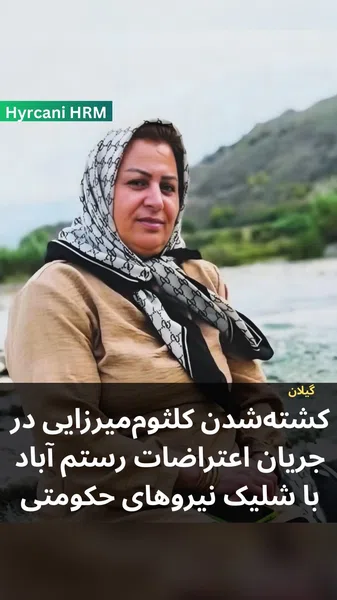 Hyrcani HRM
گیلان
کشته‌شدن کلثوم‌میرزایی در
جریان اعتراضات رستم آباد
با شلیک نیروهای حکومتی